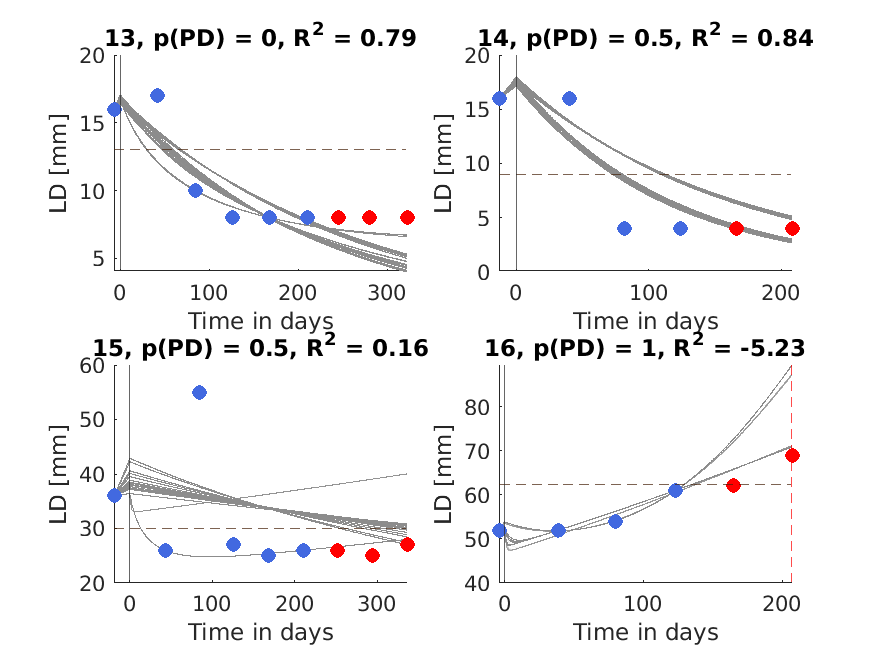 13, p(PD) = 0, R² = 0.79
20
15
10
5
LD [mm]
0
100
200
300
Time in days
14, p(PD) = 0.5, R² = 0.84
20
15
10
5
0
LD [mm]
0
100
200
Time in days
15, p(PD) = 0.5, R² = 0.16
60
50
40
30
20
LD [mm]
0
100
200
300
Time in days
16, p(PD) = 1, R² = -5.23
80
70
60
50
40
LD [mm]
0
100
200
Time in days